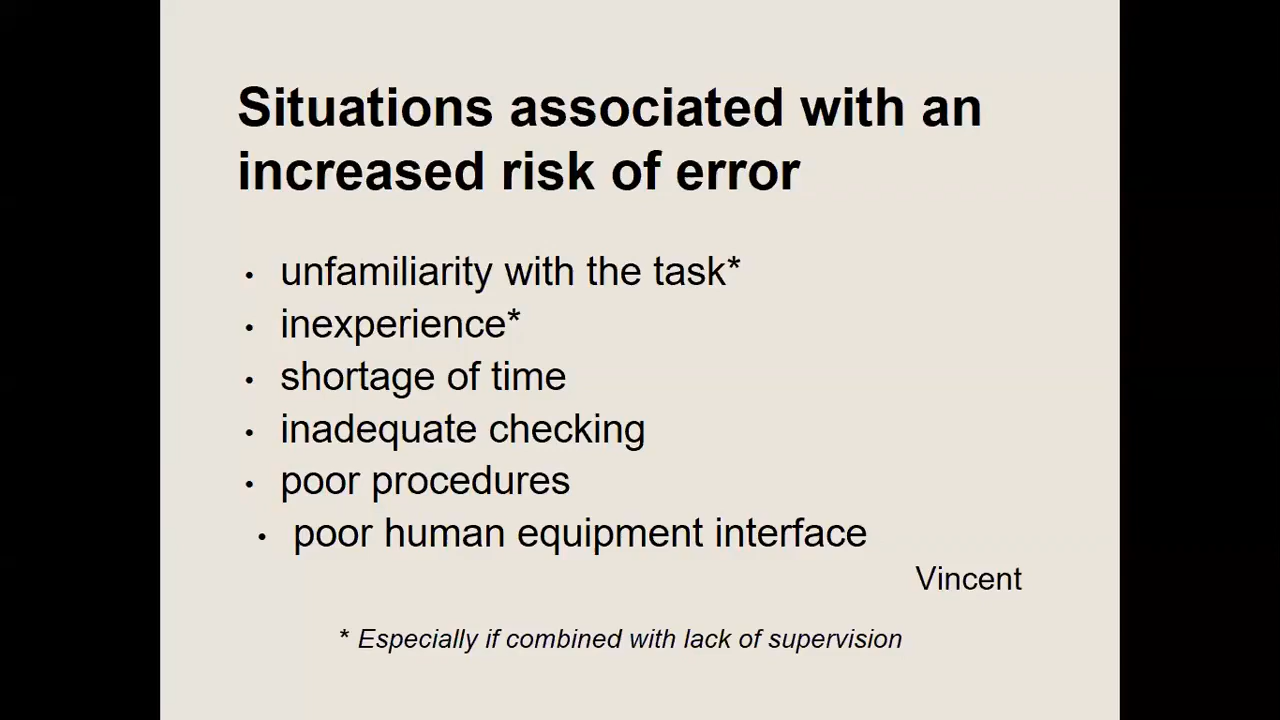 Situations associated with an
increased risk of error
• unfamiliarity with the task*
• inexperience*
• shortage of time
• inadequate checking
• poor procedures
• poor human equipment interface
Vincent
* Especially if combined with lack of supervision